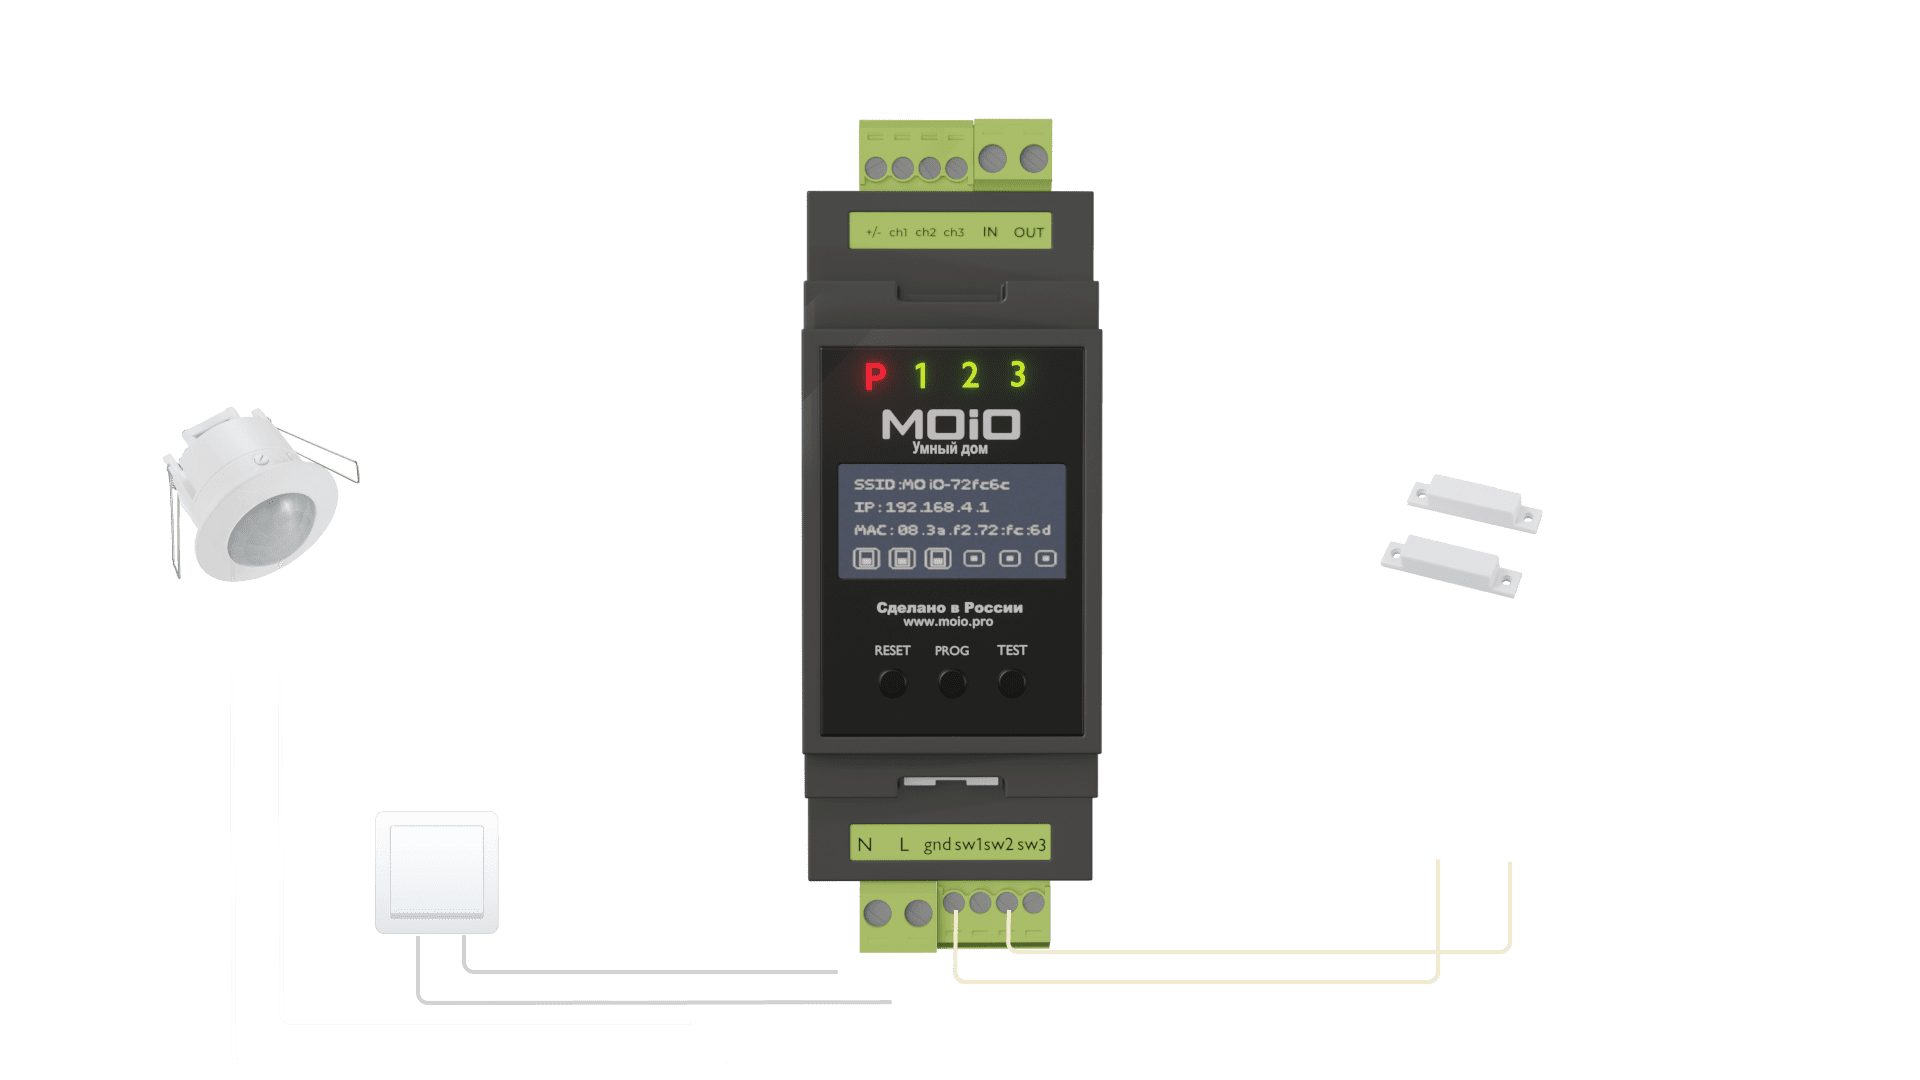 +/- ch1 ch2 ch3 IN OUT
P 1 2 3
MOiO
Умный дом
SSID:MOiO-72fc6c
IP:192.168.4.1
MAC:08.3a.f2.72:fc:6d
Сделано в России
www.moio.pro
RESET PROG TEST
N L gnd sw1 sw2 sw3